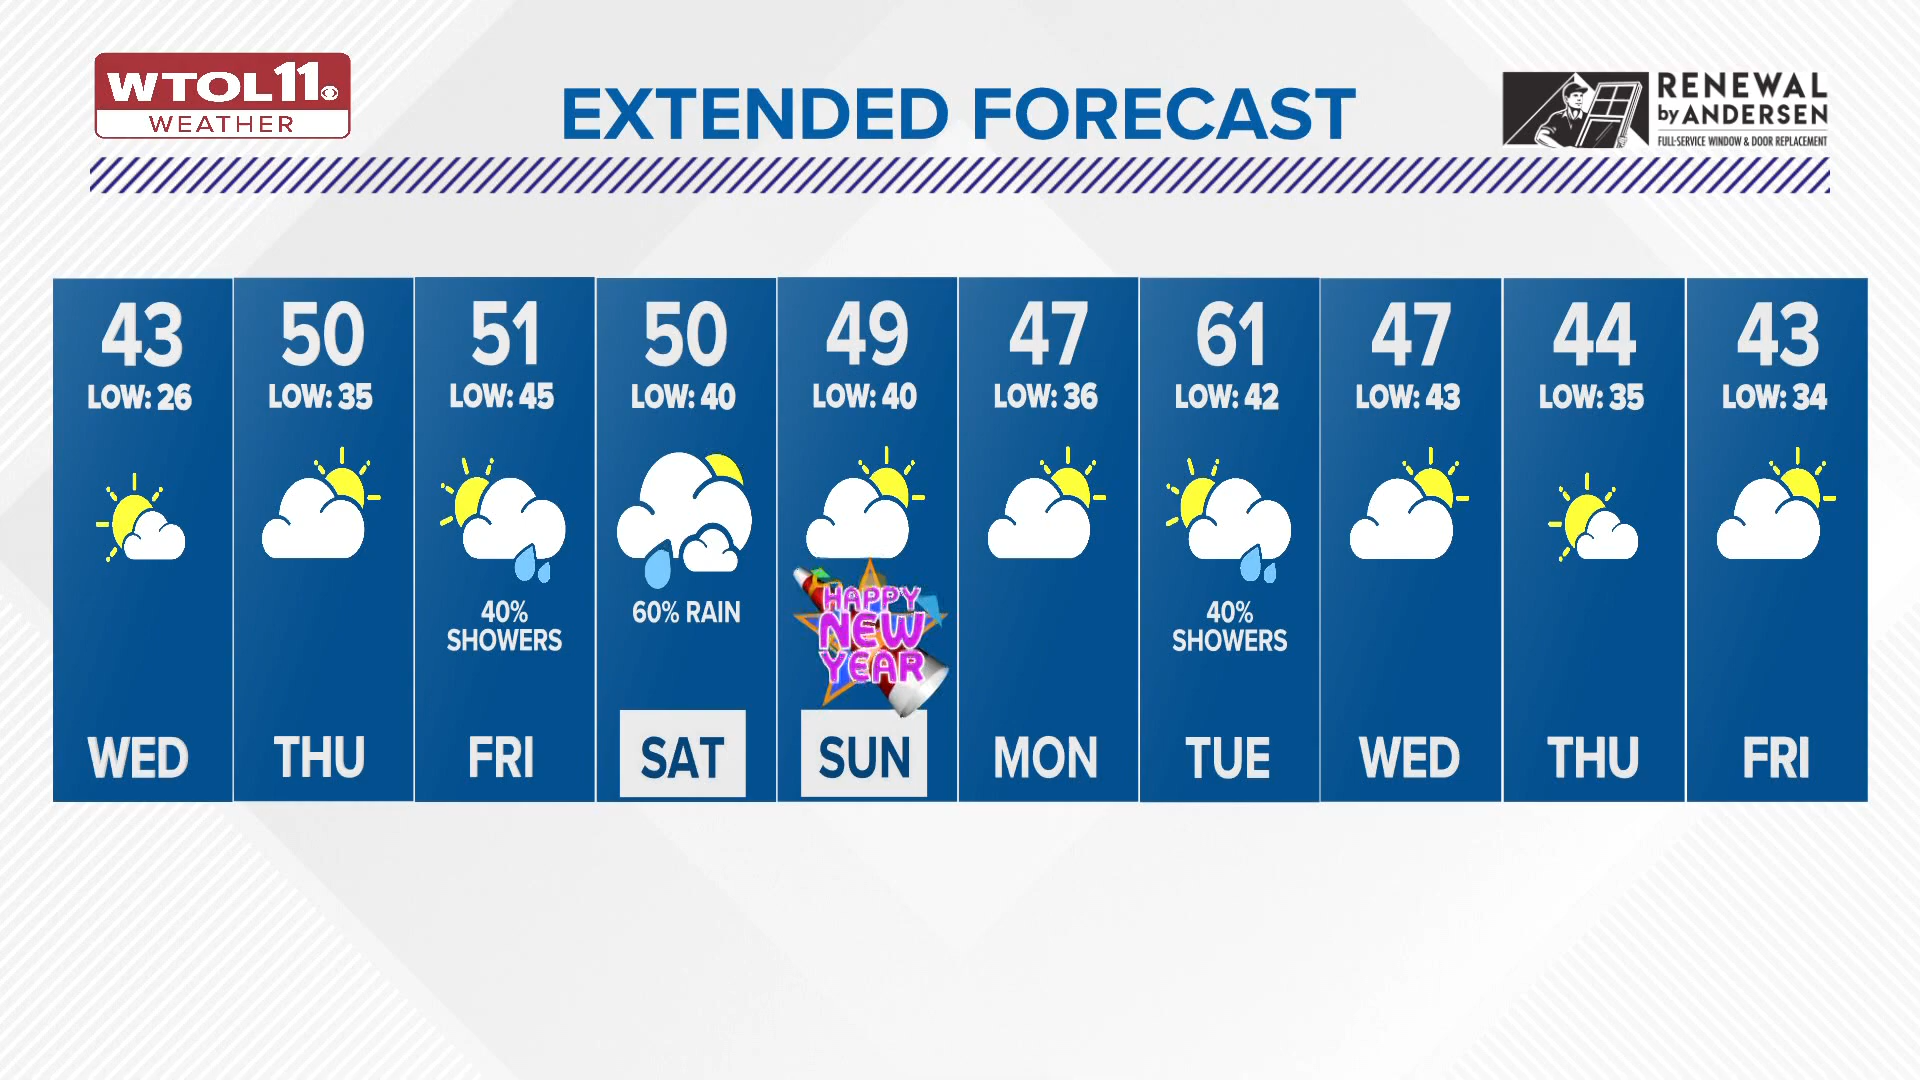 WTOL 11
WEATHER
EXTENDED FORECAST
RENEWAL
by ANDERSEN
FULL-SERVICE WINDOW & DOOR REPLACEMENT
43
LOW: 26
WED
50
LOW: 35
THU
51
LOW: 45
40%
SHOWERS
FRI
50
LOW: 40
60% RAIN
SAT
49
LOW: 40
HAPPY
NEW
YEAR
SUN
47
LOW: 36
MON
61
LOW: 42
40%
SHOWERS
TUE
47
LOW: 43
WED
44
LOW: 35
THU
43
LOW: 34
FRI